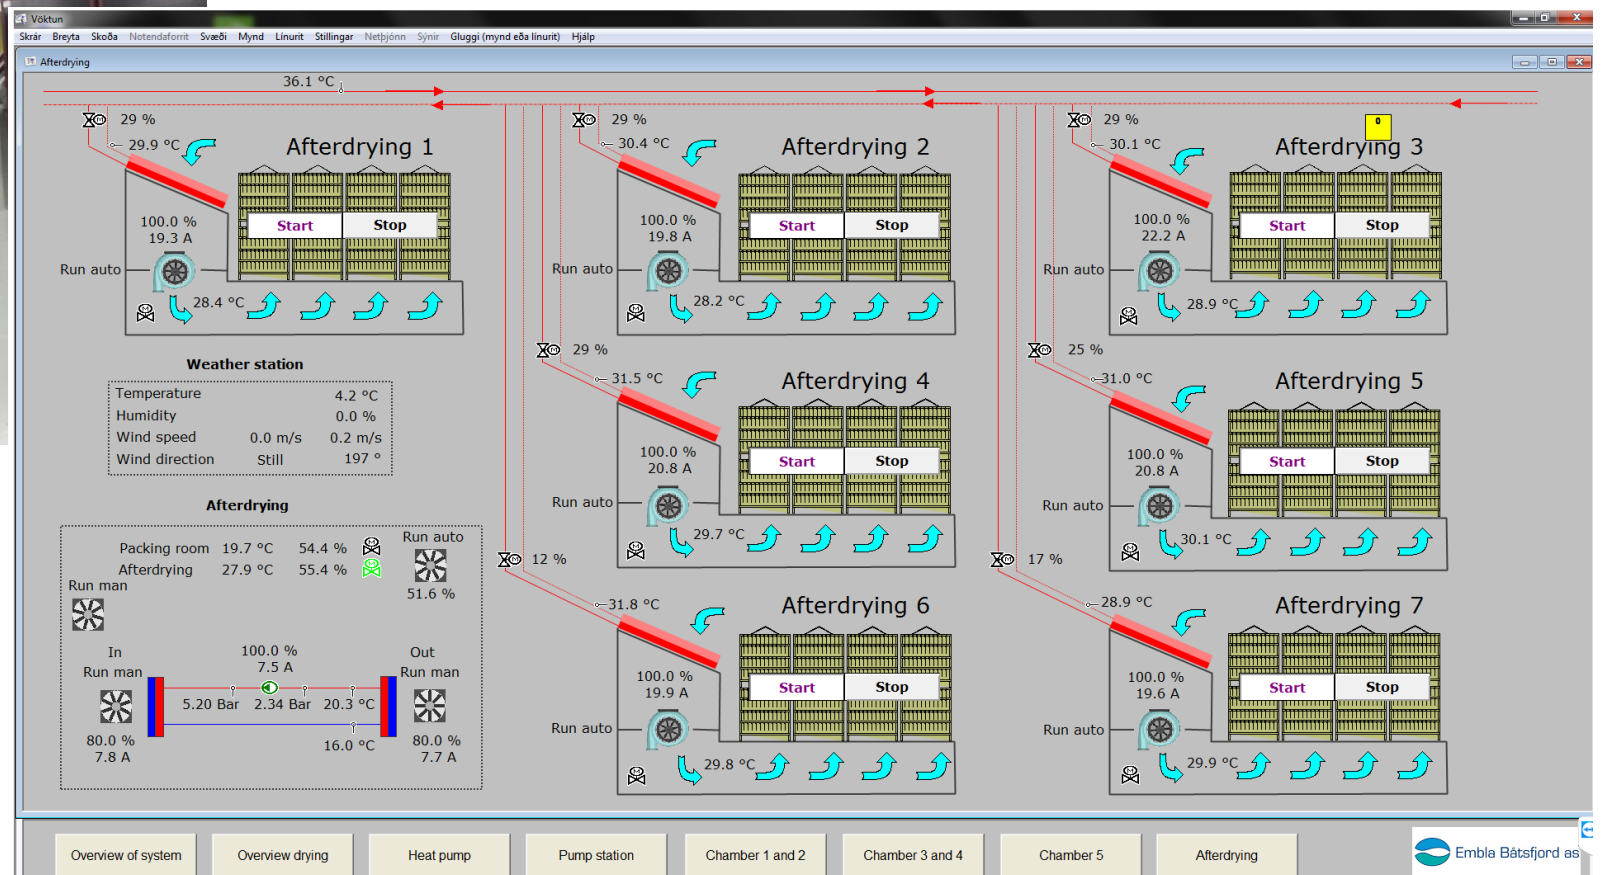 Vöktun
Skrár Breyta Skoða Notendaforrit Svæði Mynd Línurit Stillingar Netþjónn Sýnir Gluggi (mynd eða línurit) Hjálp
Afterdrying
36.1 °C
29 %
29.9 °C
Afterdrying 1
100.0 %
19.3 A
Start Stop
Run auto
28.4 °C
29 %
30.4 °C
Afterdrying 2
100.0 %
19.8 A
Start Stop
Run auto
28.2 °C
29 %
0
30.1 °C
Afterdrying 3
100.0 %
22.2 A
Start Stop
Run auto
28.9 °C
Weather station
Temperature 4.2 °C
Humidity 0.0 %
Wind speed 0.0 m/s 0.2 m/s
Wind direction Still 197 °
29 %
31.5 °C
Afterdrying 4
100.0 %
20.8 A
Start Stop
Run auto
29.7 °C
25 %
31.0 °C
Afterdrying 5
100.0 %
20.8 A
Start Stop
Run auto
30.1 °C
Afterdrying
Run auto
Packing room 19.7 °C 54.4 %
Afterdrying 27.9 °C 55.4 %
Run man
51.6 %
In
Run man
100.0 %
7.5 A
Out
Run man
5.20 Bar 2.34 Bar 20.3 °C
16.0 °C
80.0 %
7.8 A
80.0 %
7.7 A
12 %
31.8 °C
Afterdrying 6
100.0 %
19.9 A
Start Stop
Run auto
29.8 °C
17 %
28.9 °C
Afterdrying 7
100.0 %
19.6 A
Start Stop
Run auto
29.9 °C
Overview of system
Overview drying
Heat pump
Pump station
Chamber 1 and 2
Chamber 3 and 4
Chamber 5
Afterdrying
Embla Båtsfjord as